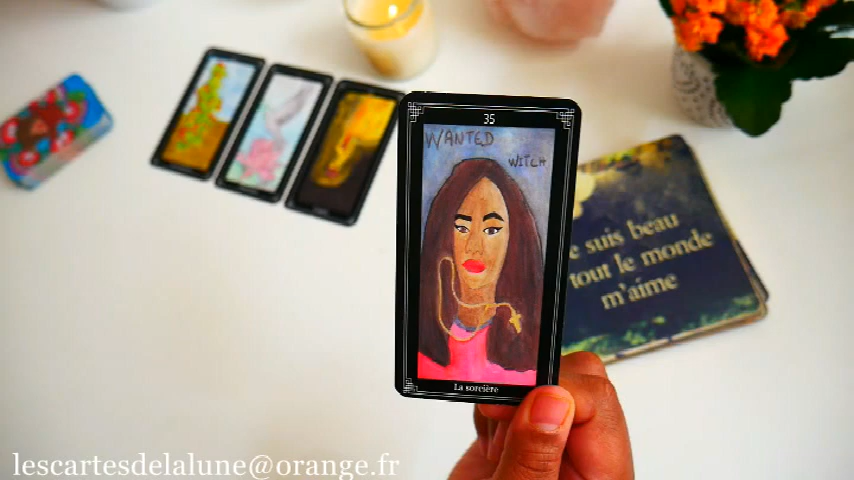 35
WANTED
WITCH
La sorcière
e suis beau
tout le monde
m'aime
lescartesdelalune@orange.fr